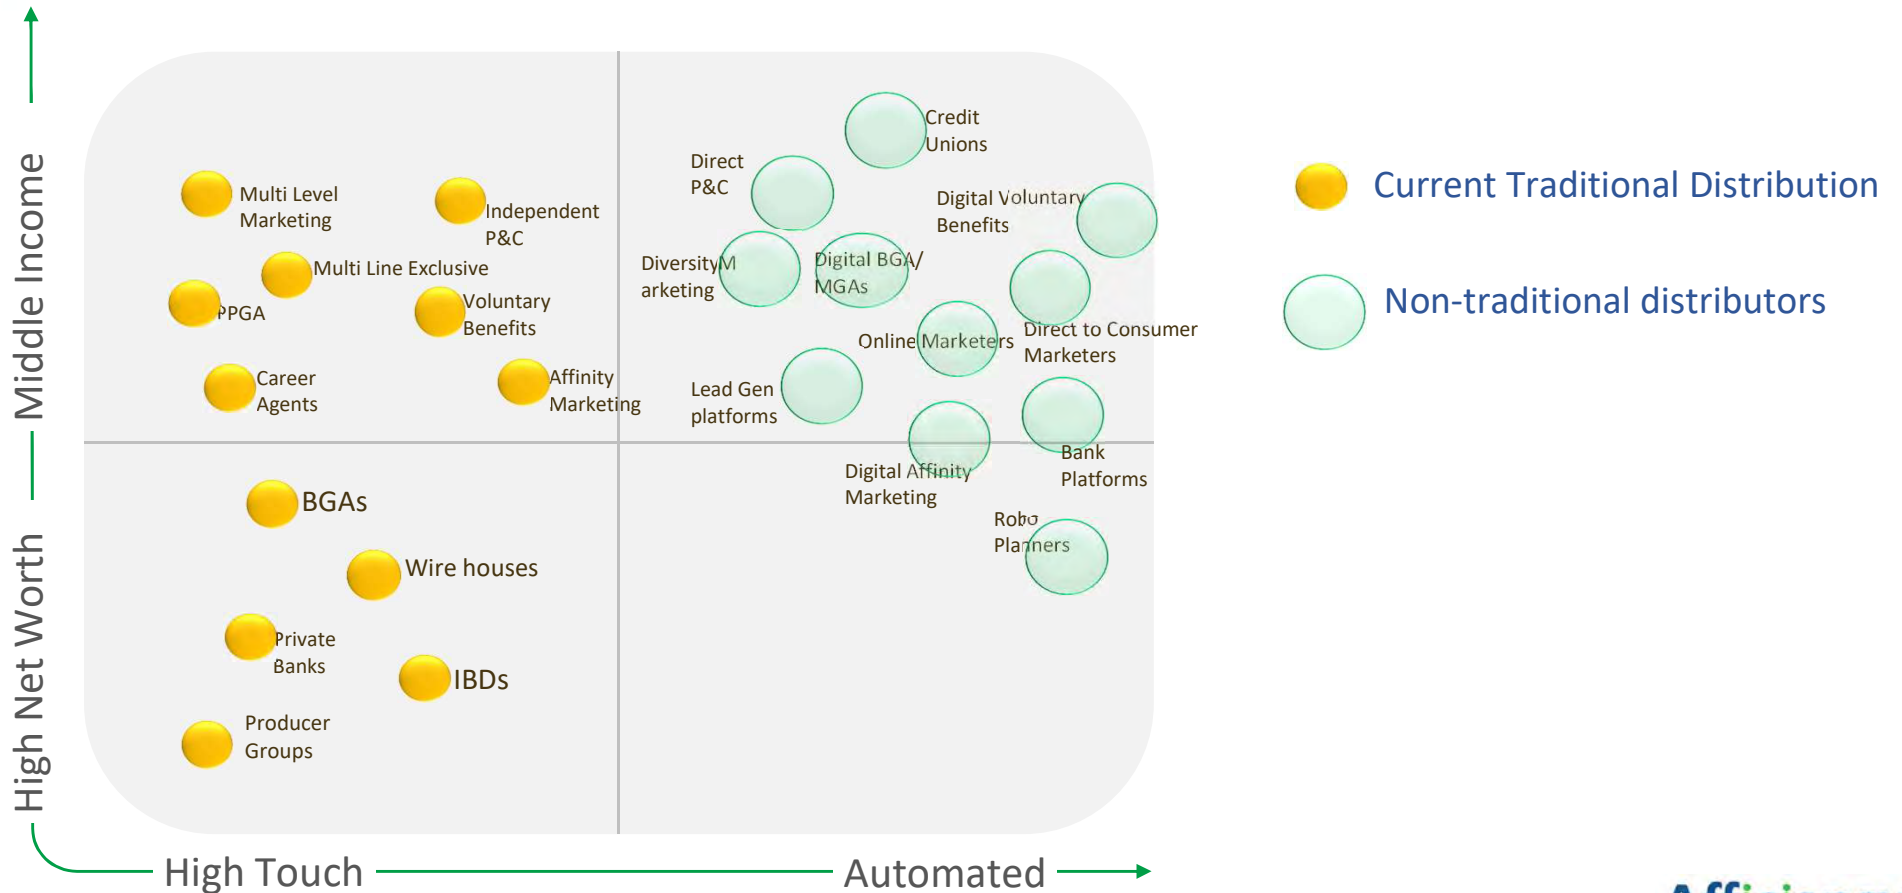 Middle Income
High Net Worth
High Touch
Automated
Multi Level
Marketing
Independent
P&C
Multi Line Exclusive
PPGA
Voluntary
Benefits
Career
Agents
Affinity
Marketing
Credit
Unions
Direct
P&C
Digital Voluntary
Benefits
DiversityM
arketing
Digital BGA/
MGAs
Online Marketers
Direct to Consumer
Marketers
Lead Gen
platforms
Digital Affinity
Marketing
Bank
Platforms
Robo
Planners
BGAs
Wire houses
Private
Banks
IBDs
Producer
Groups
Current Traditional Distribution
Non-traditional distributors